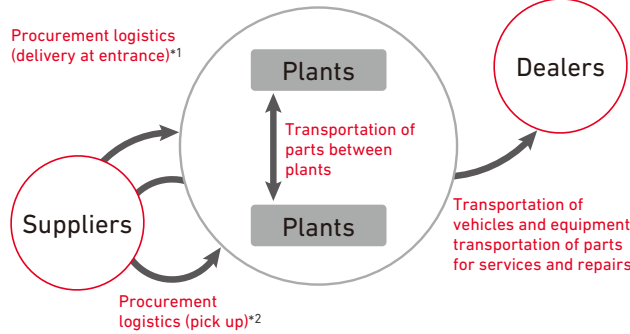 Procurement logistics
(delivery at entrance)*1
Plants
Dealers
Transportation of
parts between
plants
Suppliers
Plants
Transportation of
vehicles and equipment,
transportation of parts
for services and repairs
Procurement
logistics (pick up)*2